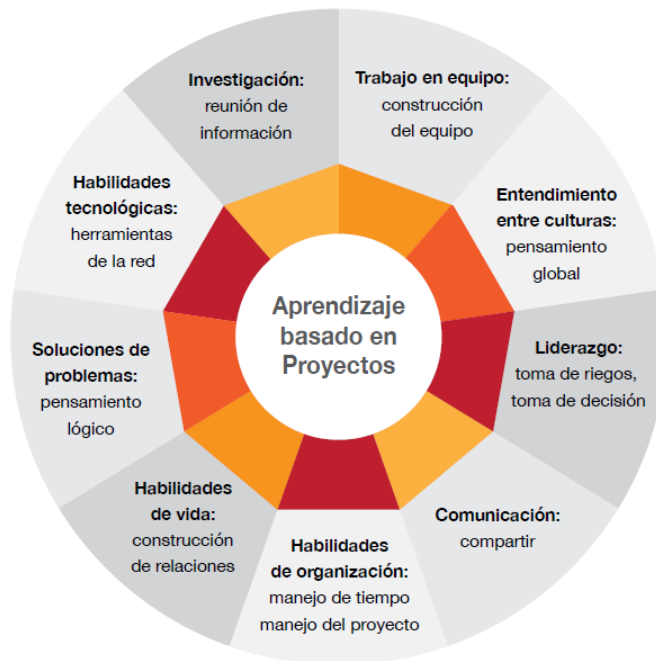 Investigación:
reunión de
información
Trabajo en equipo:
construcción
del equipo
Entendimiento
entre culturas:
pensamiento
global
Liderazgo:
toma de riegos,
toma de decisión
Comunicación:
compartir
Habilidades
de organización:
manejo de tiempo
manejo del proyecto
Habilidades
de vida:
construcción
de relaciones
Soluciones de
problemas:
pensamiento
lógico
Habilidades
tecnológicas:
herramientas
de la red
Aprendizaje
basado en
Proyectos